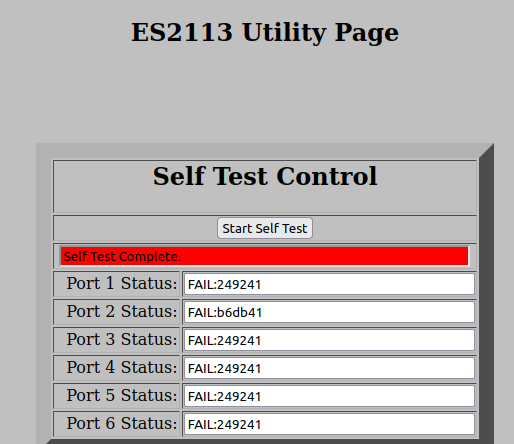 ES2113 Utility Page
Self Test Control
Start Self Test
Self Test Complete.
Port 1 Status: FAIL:249241
Port 2 Status: FAIL:b6db41
Port 3 Status: FAIL:249241
Port 4 Status: FAIL:249241
Port 5 Status: FAIL:249241
Port 6 Status: FAIL:249241